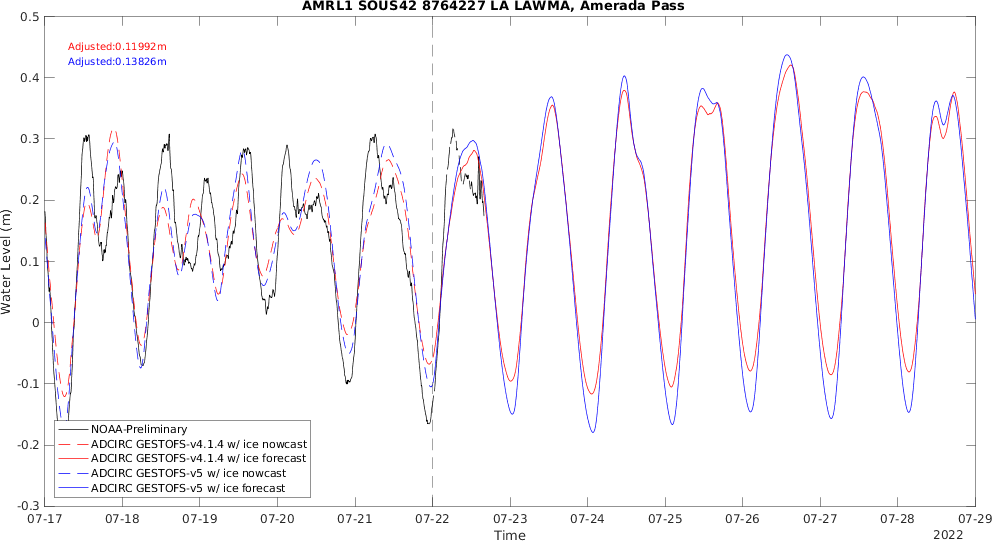 AMRL1 SOUS42 8764227 LA LAWMA, Amerada Pass
Adjusted:0.11992m
Adjusted:0.13826m
Water Level (m)
0.5
0.4
0.3
0.2
0.1
0
-0.1
-0.2
-0.3
NOAA-Preliminary
ADCIRC GESTOFS-v4.1.4 w/ ice nowcast
ADCIRC GESTOFS-v4.1.4 w/ ice forecast
ADCIRC GESTOFS-v5 w/ ice nowcast
ADCIRC GESTOFS-v5 w/ ice forecast
07-17 07-18 07-19 07-20 07-21 07-22 07-23 07-24 07-25 07-26 07-27 07-28 07-29
Time
2022